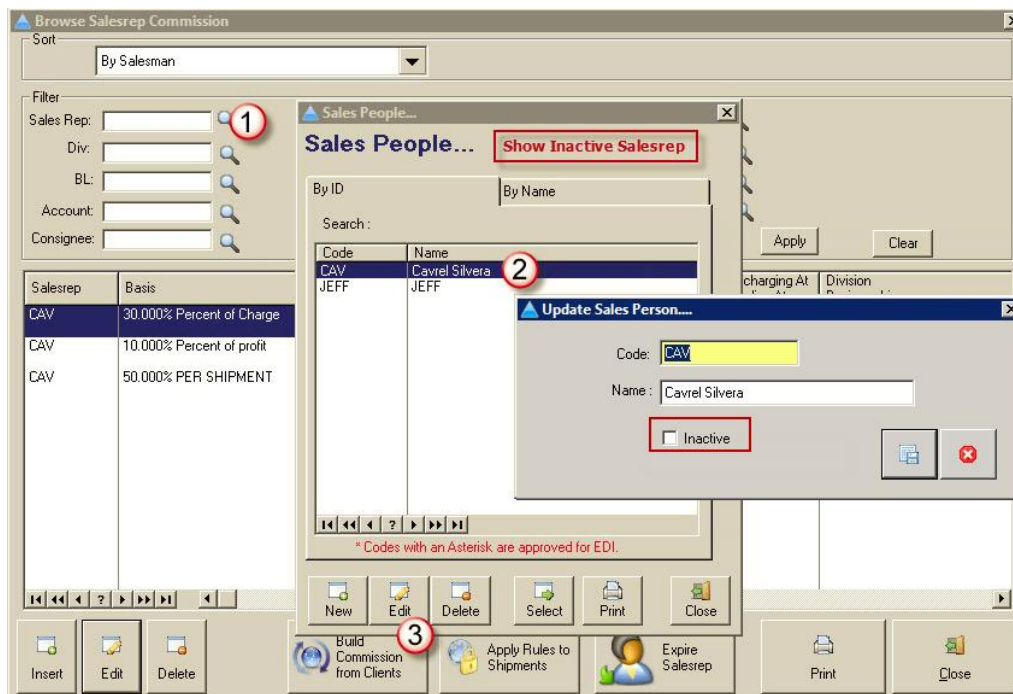 Browse Salesrep Commission
Sort
By Salesman
Filter
Sales Rep:
1
Div:
BL:
Account:
Consignee:
Apply
Clear
Sales People...
Sales People...
Show Inactive Salesrep
By ID
By Name
Search :
Code Name
CAV Cavrel Silvera
2
JEFF JEFF
* Codes with an Asterisk are approved for EDI.
New
Edit
Delete
Select
Print
Close
3
Salesrep Basis
charging At Division
CAV 30.000% Percent of Charge
CAV 10.000% Percent of profit
CAV 50.000% PER SHIPMENT
Update Sales Person....
Code: CAV
Name : Cavrel Silvera
Inactive
Insert
Edit
Delete
Build
Commission
from Clients
Apply Rules to
Shipments
Expire
Salesrep
Print
Close